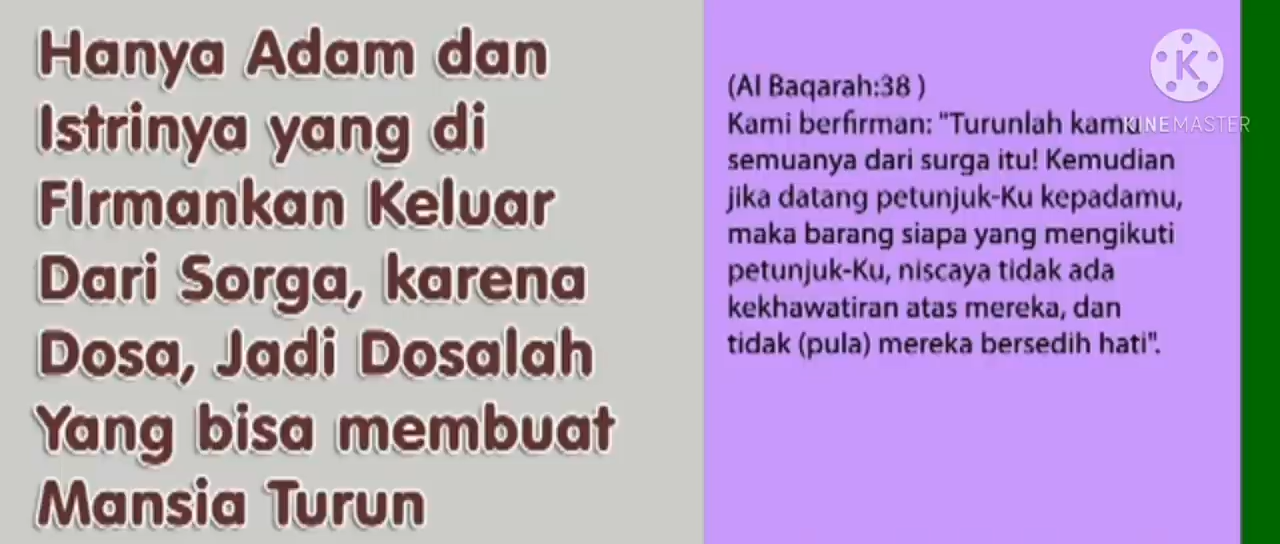 Hanya Adam dan
Istrinya yang di
FIrmankan Keluar
Dari Sorga, karena
Dosa, Jadi Dosalah
Yang bisa membuat
Mansia Turun
(Al Baqarah:38 )
Kami berfirman: "Turunlah kamu
semuanya dari surga itu! Kemudian
jika datang petunjuk-Ku kepadamu,
maka barang siapa yang mengikuti
petunjuk-Ku, niscaya tidak ada
kekhawatiran atas mereka, dan
tidak (pula) mereka bersedih hati".
K
KINEMASTER